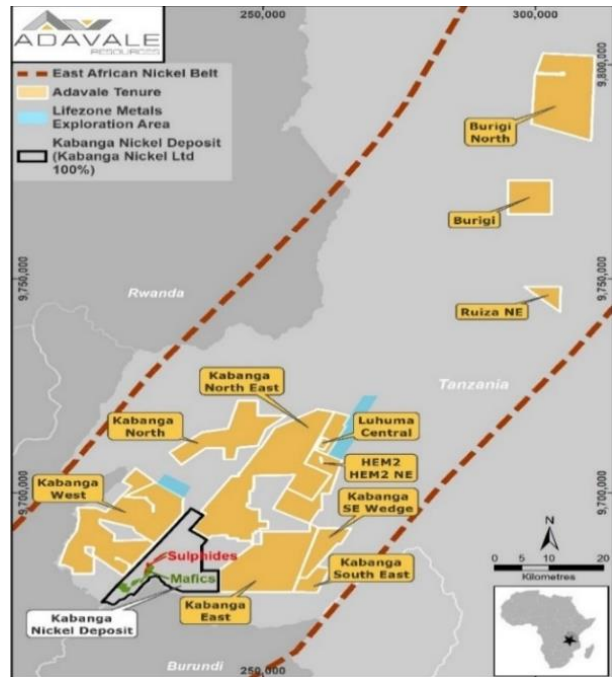 ADAVALE
RESOURCES
East African Nickel Belt
Adavale Tenure
Lifezone Metals
Exploration Area
Kabanga Nickel Deposit
(Kabanga Nickel Ltd
100%)
250,000
300,000
9,800,000
Burigi
North
Burigi
9,750,000
9,750,000
Rwanda
Ruiza NE
Tanzania
Kabanga
North East
Kabanga
North
Luhuma
Central
HEM2
HEM2 NE
Kabanga
West
Kabanga
SE Wedge
9,700,000
9,700,000
Sulphides
Mafics
Kabanga
South East
Kabanga
Nickel Deposit
Kabanga
East
N
0
10
20
Kilometres
Burundi
250,000